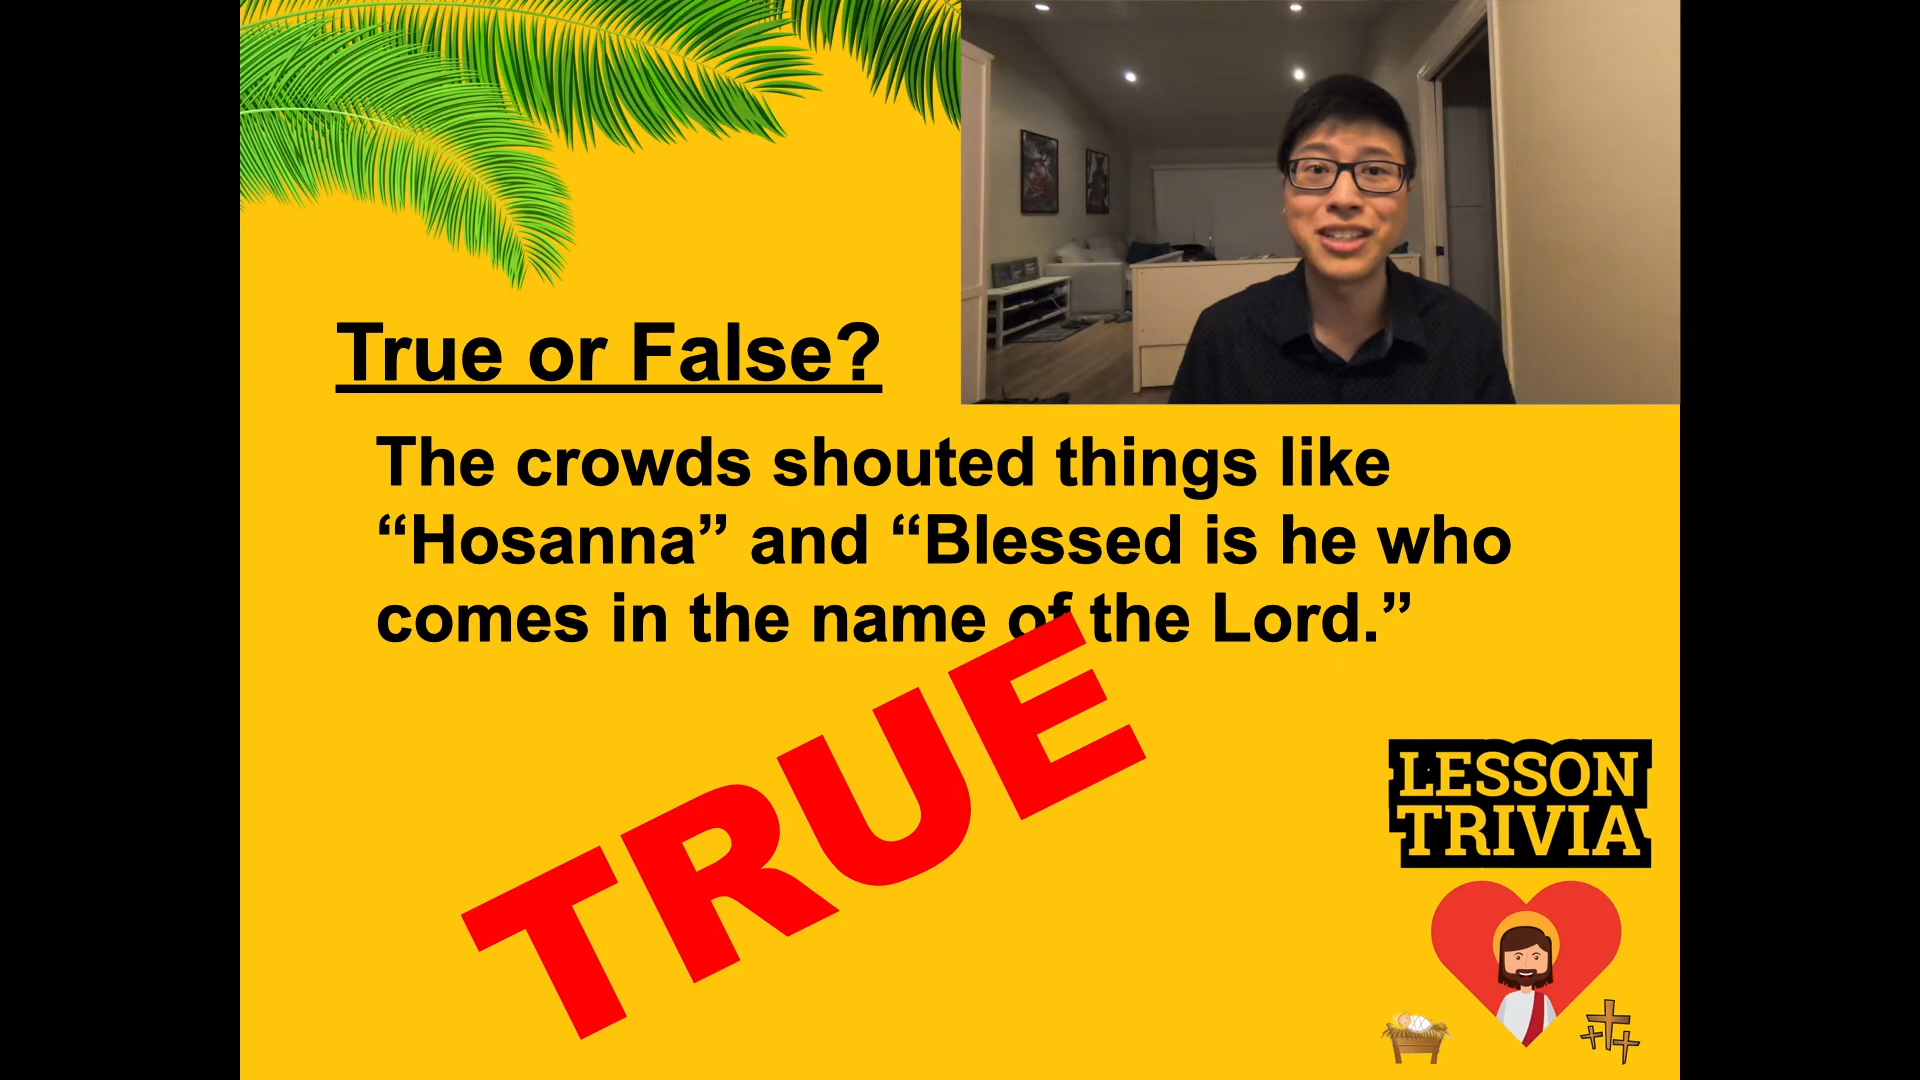 True or False?
The crowds shouted things like
“Hosanna” and “Blessed is he who
comes in the name of the Lord.”
TRUE
LESSON
TRIVIA